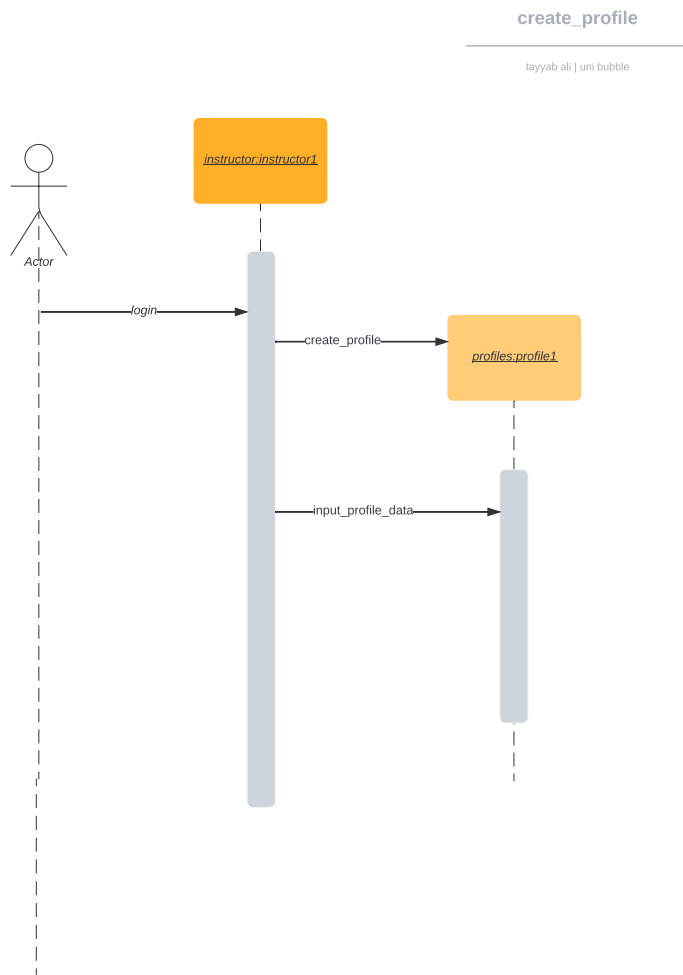 create_profile
tayyab ali | uni bubble
instructor:instructor1
Actor
login
create_profile
profiles:profile1
input_profile_data